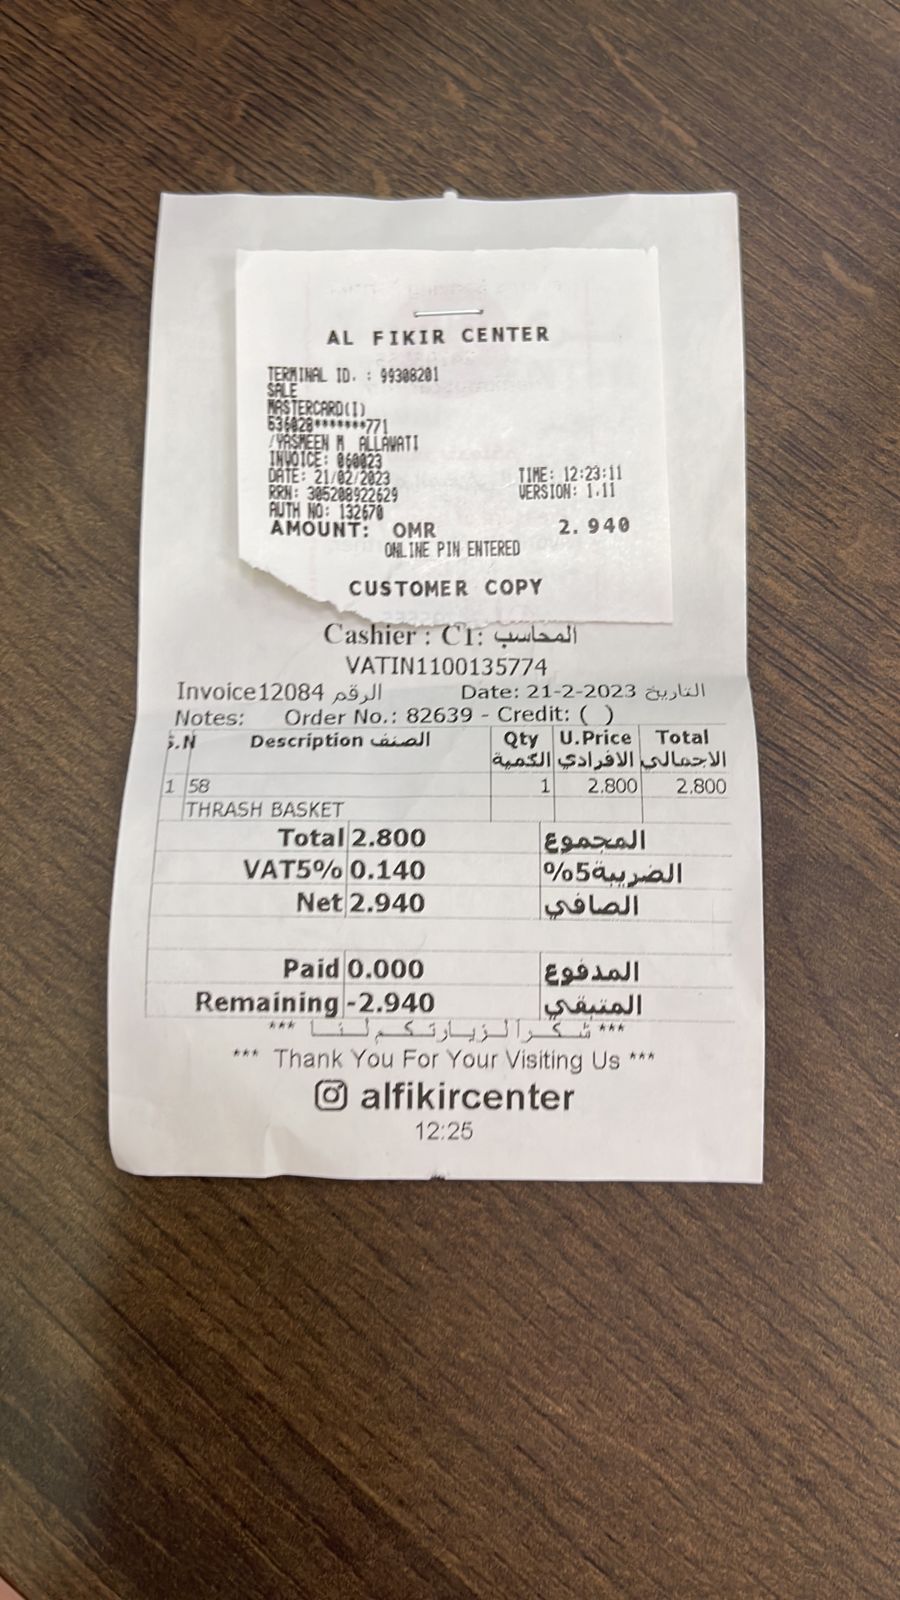 AL FIKIR CENTER
TERMINAL ID. : 99308201
SALE
MASTERCARD(I)
536028*******771
/YASMEEN M ALLAWATI
INVOICE: 060023
DATE: 21/02/2023 TIME: 12:23:11
RRN: 305208922629 VERSION: 1.11
AUTH NO: 132670
AMOUNT: OMR 2.940
ONLINE PIN ENTERED
CUSTOMER COPY
Cashier : C1: المحاسب
VATIN1100135774
Invoice12084 الرقم Date: 21-2-2023 التاريخ
Notes: Order No.: 82639 - Credit: ( )
S.N Description الصنف Qty U.Price Total
الكمية الافرادي الاجمالي
1 58 1 2.800 2.800
THRASH BASKET
Total 2.800 المجموع
VAT5% 0.140 الضريبة5%
Net 2.940 الصافي
Paid 0.000 المدفوع
Remaining -2.940 المتبقي
*** شكرا لزيارتكم لنا ***
*** Thank You For Your Visiting Us ***
alfikircenter
12:25